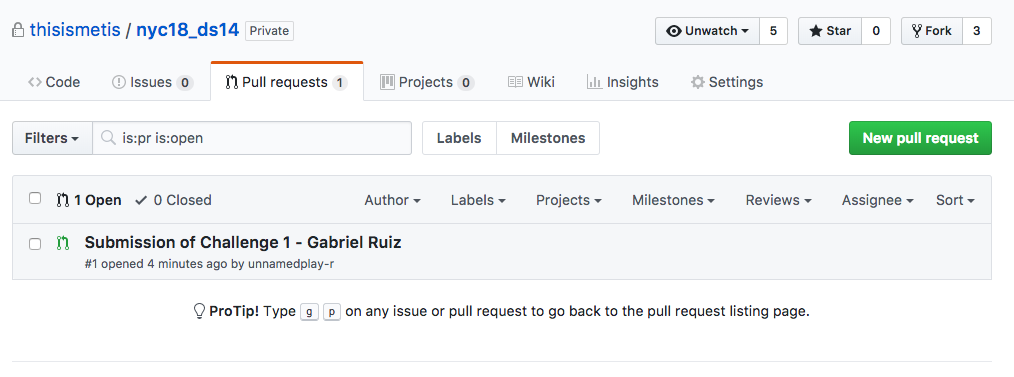 thisismetis / nyc18_ds14 Private Unwatch 5 Star 0 Fork 3
Code Issues 0 Pull requests 1 Projects 0 Wiki Insights Settings
Filters is:pr is:open Labels Milestones New pull request
1 Open 0 Closed Author Labels Projects Milestones Reviews Assignee Sort
Submission of Challenge 1 - Gabriel Ruiz
#1 opened 4 minutes ago by unnamedplay-r
ProTip! Type g p on any issue or pull request to go back to the pull request listing page.